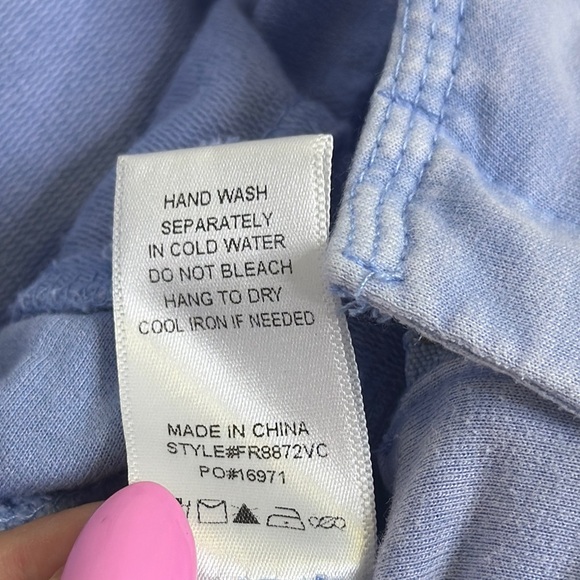 HAND WASH
SEPARATELY
IN COLD WATER
DO NOT BLEACH
HANG TO DRY
COOL IRON IF NEEDED
MADE IN CHINA
STYLE#FR8872VC
PO#16971